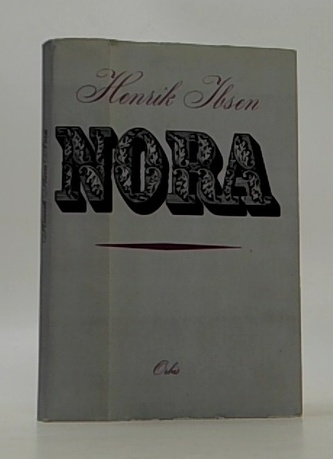 Henrik Ibsen
NORA
Orbis